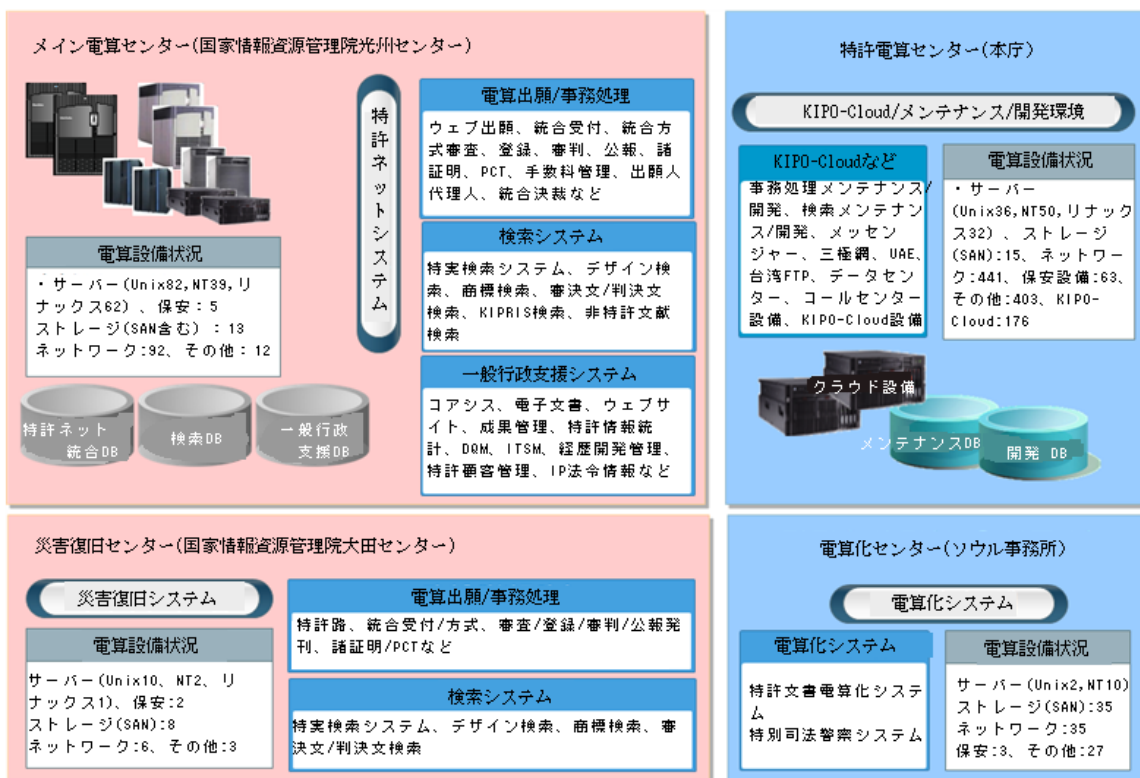 メイン電算センター(国家情報資源管理院光州センター)
特許ネットシステム
電算出願/事務処理
ウェブ出願、統合受付、統合方
式審査、登録、審判、公報、諸
証明、PCT、手数料管理、出願人
代理人、統合決裁など
検索システム
特実検索システム、デザイン検
索、商標検索、審決文/判決文
検索、KIPRIS検索、非特許文献
検索
一般行政支援システム
コアシス、電子文書、ウェブサ
イト、成果管理、特許情報統
計、DQM、ITSM、経歴開発管理、
特許顧客管理、IP法令情報など
電算設備状況
・サーバー(Unix82,NT39,リ
ナックス62)、保安：5
ストレージ(SAN含む)：13
ネットワーク:92、その他：12
特許ネット
統合DB
検索DB
一般行政
支援DB
特許電算センター(本庁)
KIPO-Cloud/メンテナンス/開発環境
KIPO-Cloudなど
事務処理メンテナンス/
開発、検索メンテナン
ス/開発、メッセン
ジャー、三極網、UAE、
台湾FTP、データセン
ター、コールセンター
設備、KIPO-Cloud設備
電算設備状況
・サーバー
(Unix36,NT50,リナック
ス32)、ストレージ
(SAN):15、ネットワー
ク:441、保安設備:63、
その他:403、KIPO-
Cloud:176
クラウド設備
メンテナンスDB
開発 DB
災害復旧センター(国家情報資源管理院大田センター)
災害復旧システム
電算設備状況
サーバー(Unix10、NT2、リ
ナックス1)、保安:2
ストレージ(SAN):8
ネットワーク:6、その他:3
電算出願/事務処理
特許路、統合受付/方式、審査/登録/審判/公報発
刊、諸証明/PCTなど
検索システム
特実検索システム、デザイン検索、商標検索、審
決文/判決文検索
電算化センター(ソウル事務所)
電算化システム
電算化システム
特許文書電算化システ
ム
特別司法警察システム
電算設備状況
サーバー(Unix2,NT10)
ストレージ(SAN):35
ネットワーク:35
保安:3、その他:27